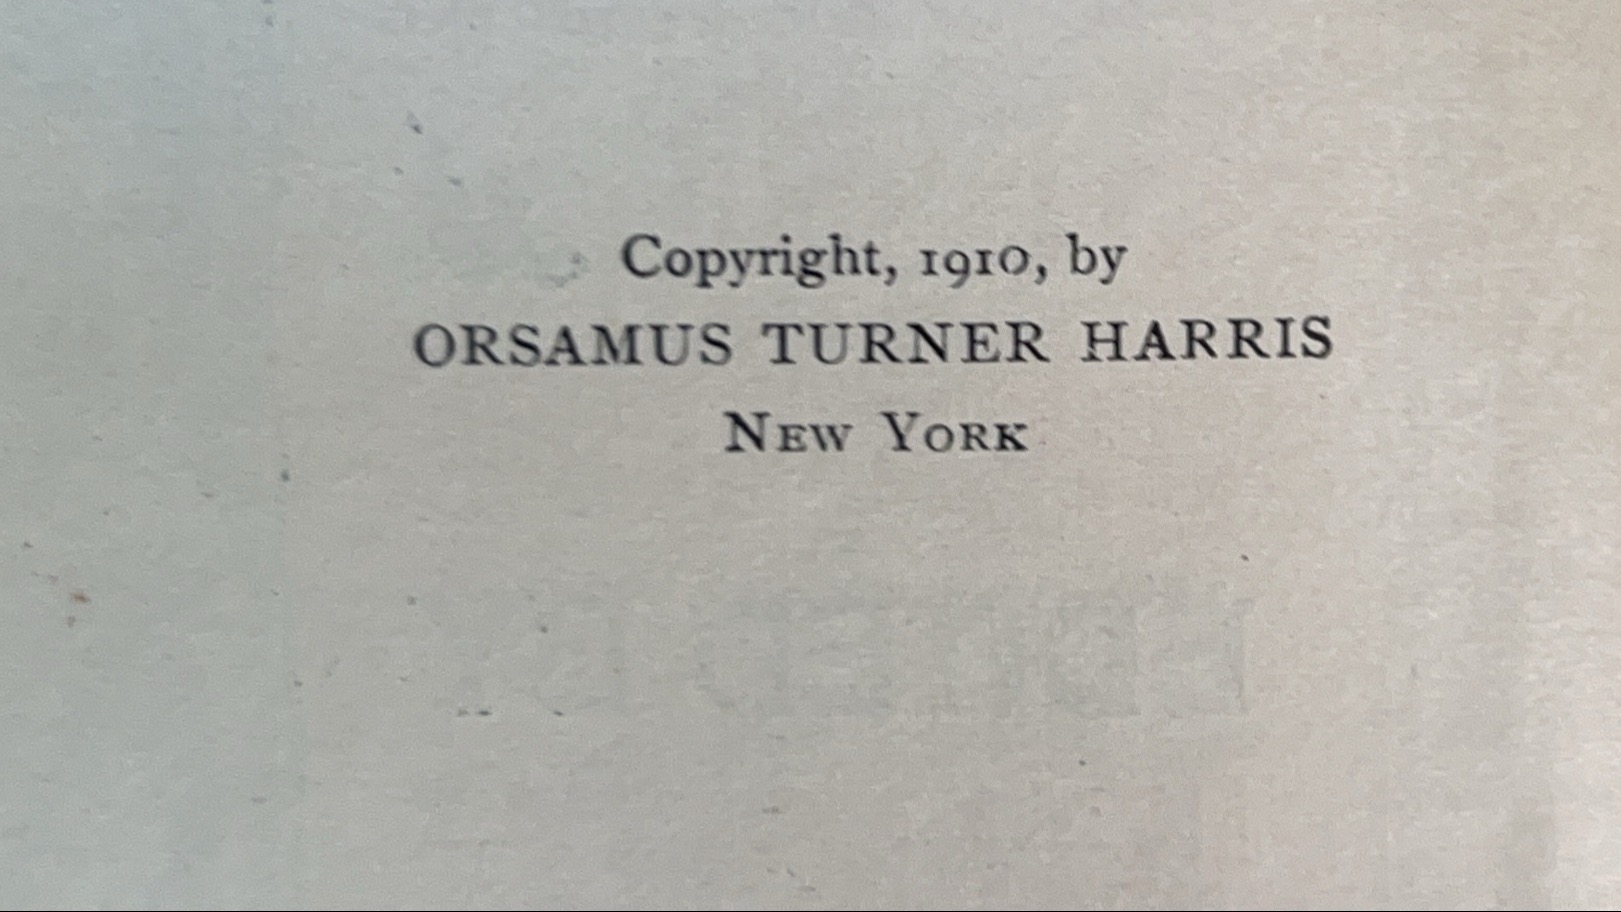 Copyright, 1910, by
ORSAMUS TURNER HARRIS
NEW YORK